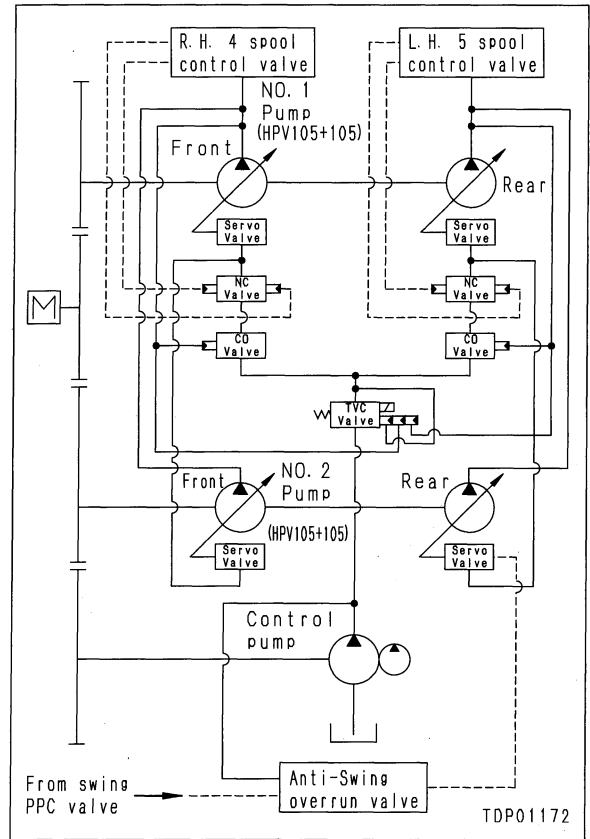 R. H. 4 spool
control valve
L. H. 5 spool
control valve
NO. 1
Pump
(HPV105+105)
Front
Rear
Servo
Valve
Servo
Valve
NC
Valve
NC
Valve
M
CO
Valve
CO
Valve
TVC
Valve
Front
NO. 2
Pump
(HPV105+105)
Rear
Servo
Valve
Servo
Valve
Control
pump
From swing
PPC valve
Anti-Swing
overrun valve
TDP01172